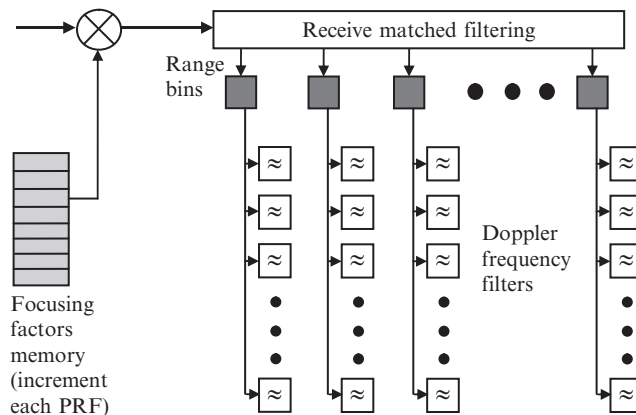 Receive matched filtering
Range
bins
≈ ≈ ≈ ≈
≈ ≈ ≈ ≈
Doppler
frequency
filters
≈ ≈ ≈ ≈
Focusing
factors
memory
(increment
each PRF)
≈ ≈ ≈ ≈